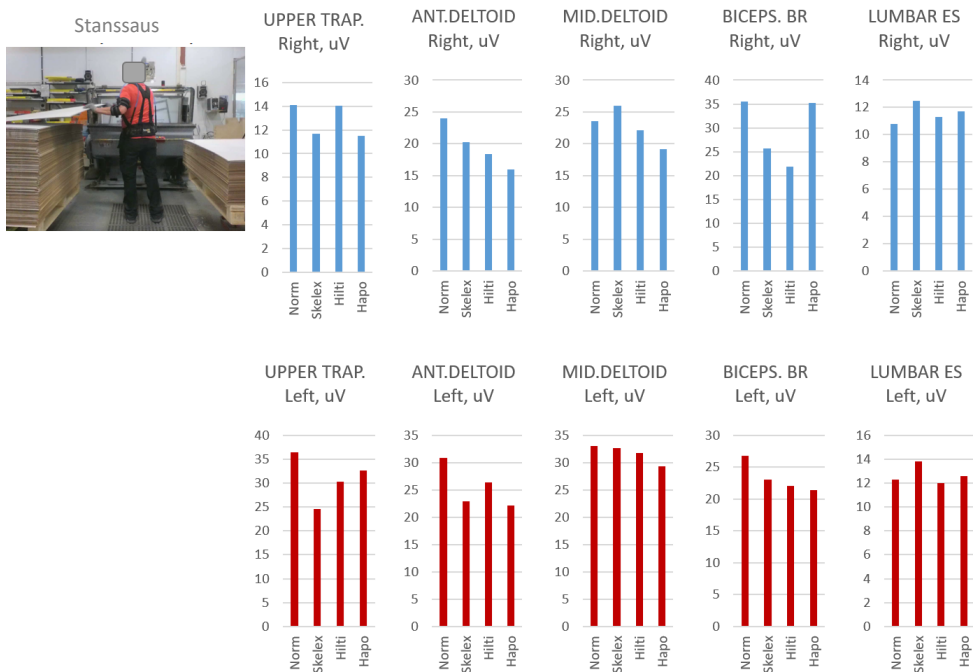 Stanssaus
UPPER TRAP.
Right, uV
16
14
12
10
8
6
4
2
0
Norm
Skelex
Hilti
Hapo
ANT.DELTOID
Right, uV
30
25
20
15
10
5
0
Norm
Skelex
Hilti
Hapo
MID.DELTOID
Right, uV
30
25
20
15
10
5
0
Norm
Skelex
Hilti
Hapo
BICEPS. BR
Right, uV
40
35
30
25
20
15
10
5
0
Norm
Skelex
Hilti
Hapo
LUMBAR ES
Right, uV
14
12
10
8
6
4
2
0
Norm
Skelex
Hilti
Hapo
UPPER TRAP.
Left, uV
40
35
30
25
20
15
10
5
0
Norm
Skelex
Hilti
Hapo
ANT.DELTOID
Left, uV
35
30
25
20
15
10
5
0
Norm
Skelex
Hilti
Hapo
MID.DELTOID
Left, uV
35
30
25
20
15
10
5
0
Norm
Skelex
Hilti
Hapo
BICEPS. BR
Left, uV
30
25
20
15
10
5
0
Norm
Skelex
Hilti
Hapo
LUMBAR ES
Left, uV
16
14
12
10
8
6
4
2
0
Norm
Skelex
Hilti
Hapo